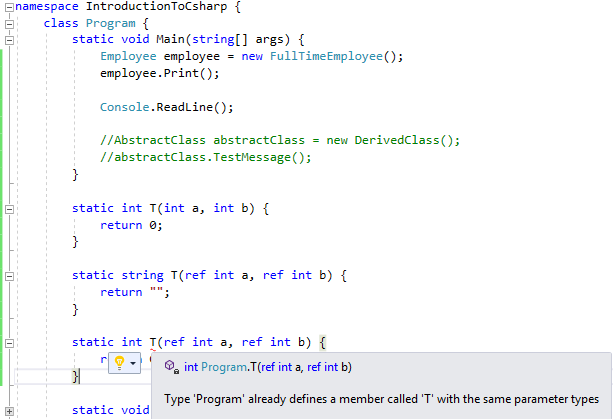 namespace IntroductionToCsharp {
class Program {
static void Main(string[] args) {
Employee employee = new FullTimeEmployee();
employee.Print();
Console.ReadLine();
//AbstractClass abstractClass = new DerivedClass();
//abstractClass.TestMessage();
}
static int T(int a, int b) {
return 0;
}
static string T(ref int a, ref int b) {
return "";
}
static int T(ref int a, ref int b) {
r
int Program.T(ref int a, ref int b)
}
Type 'Program' already defines a member called 'T' with the same parameter types
static void